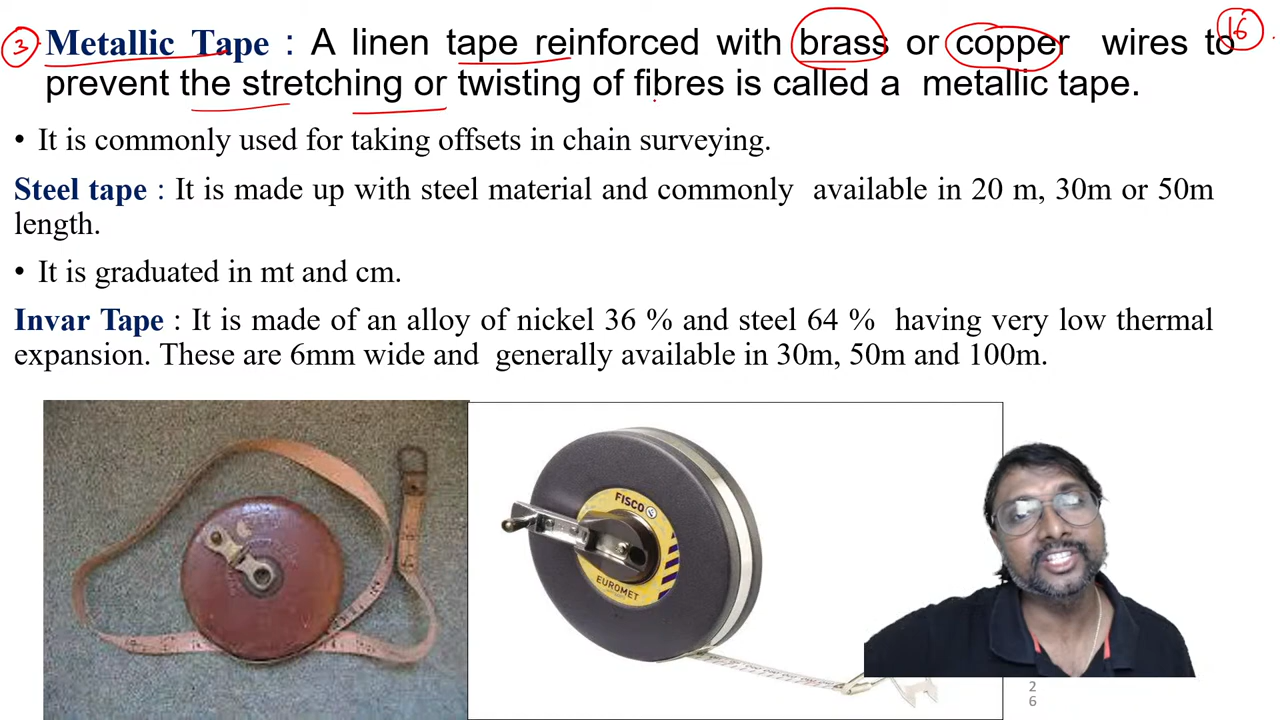 ③ Metallic Tape : A linen tape reinforced with brass or copper wires to 16
prevent the stretching or twisting of fibres is called a metallic tape.
• It is commonly used for taking offsets in chain surveying.
Steel tape : It is made up with steel material and commonly available in 20 m, 30m or 50m
length.
• It is graduated in mt and cm.
Invar Tape : It is made of an alloy of nickel 36 % and steel 64 % having very low thermal
expansion. These are 6mm wide and generally available in 30m, 50m and 100m.
FISCO
EUROMET
2
6